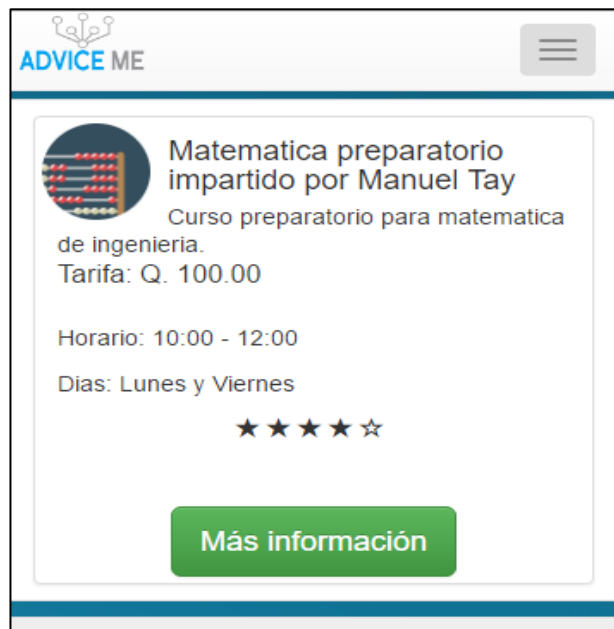 ADVICE ME
Matematica preparatorio
impartido por Manuel Tay
Curso preparatorio para matematica
de ingenieria.
Tarifa: Q. 100.00
Horario: 10:00 - 12:00
Dias: Lunes y Viernes
★★★★☆
Más información